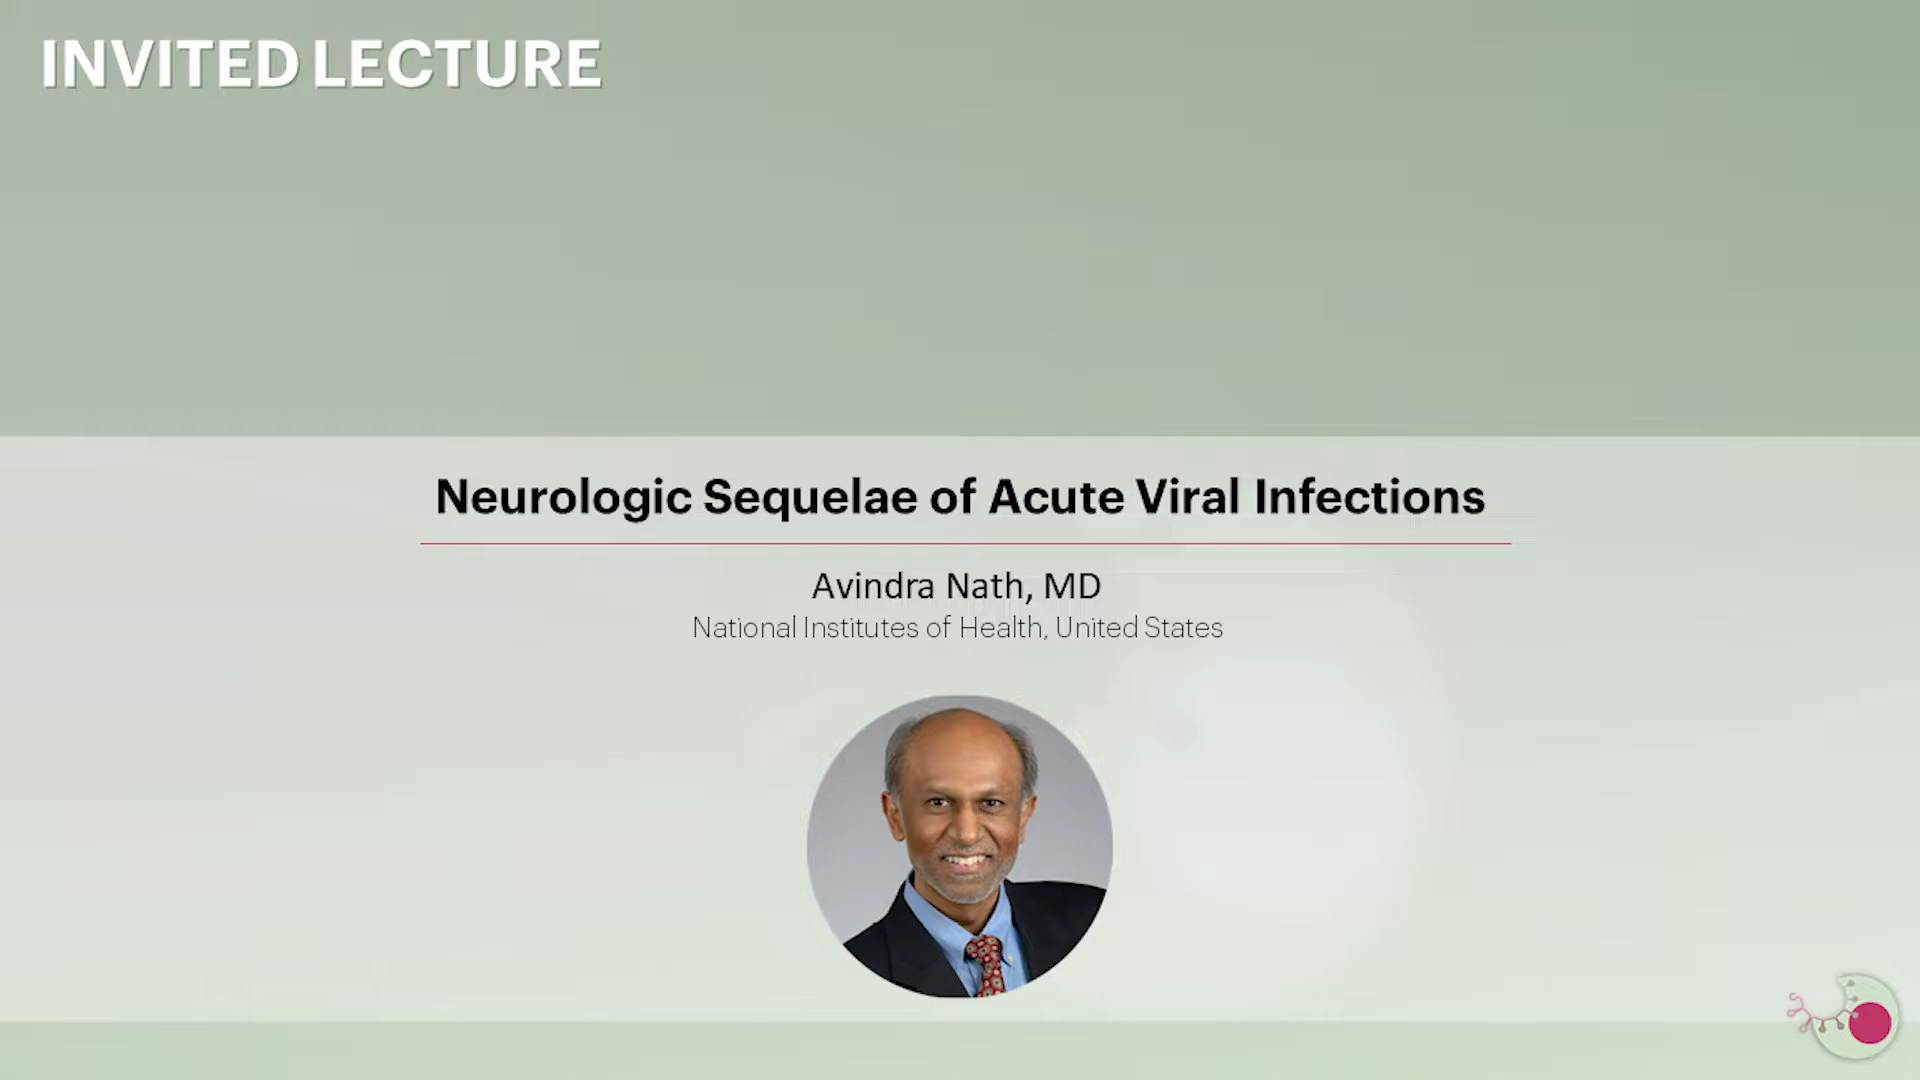 INVITED LECTURE
Neurologic Sequelae of Acute Viral Infections
Avindra Nath, MD
National Institutes of Health, United States